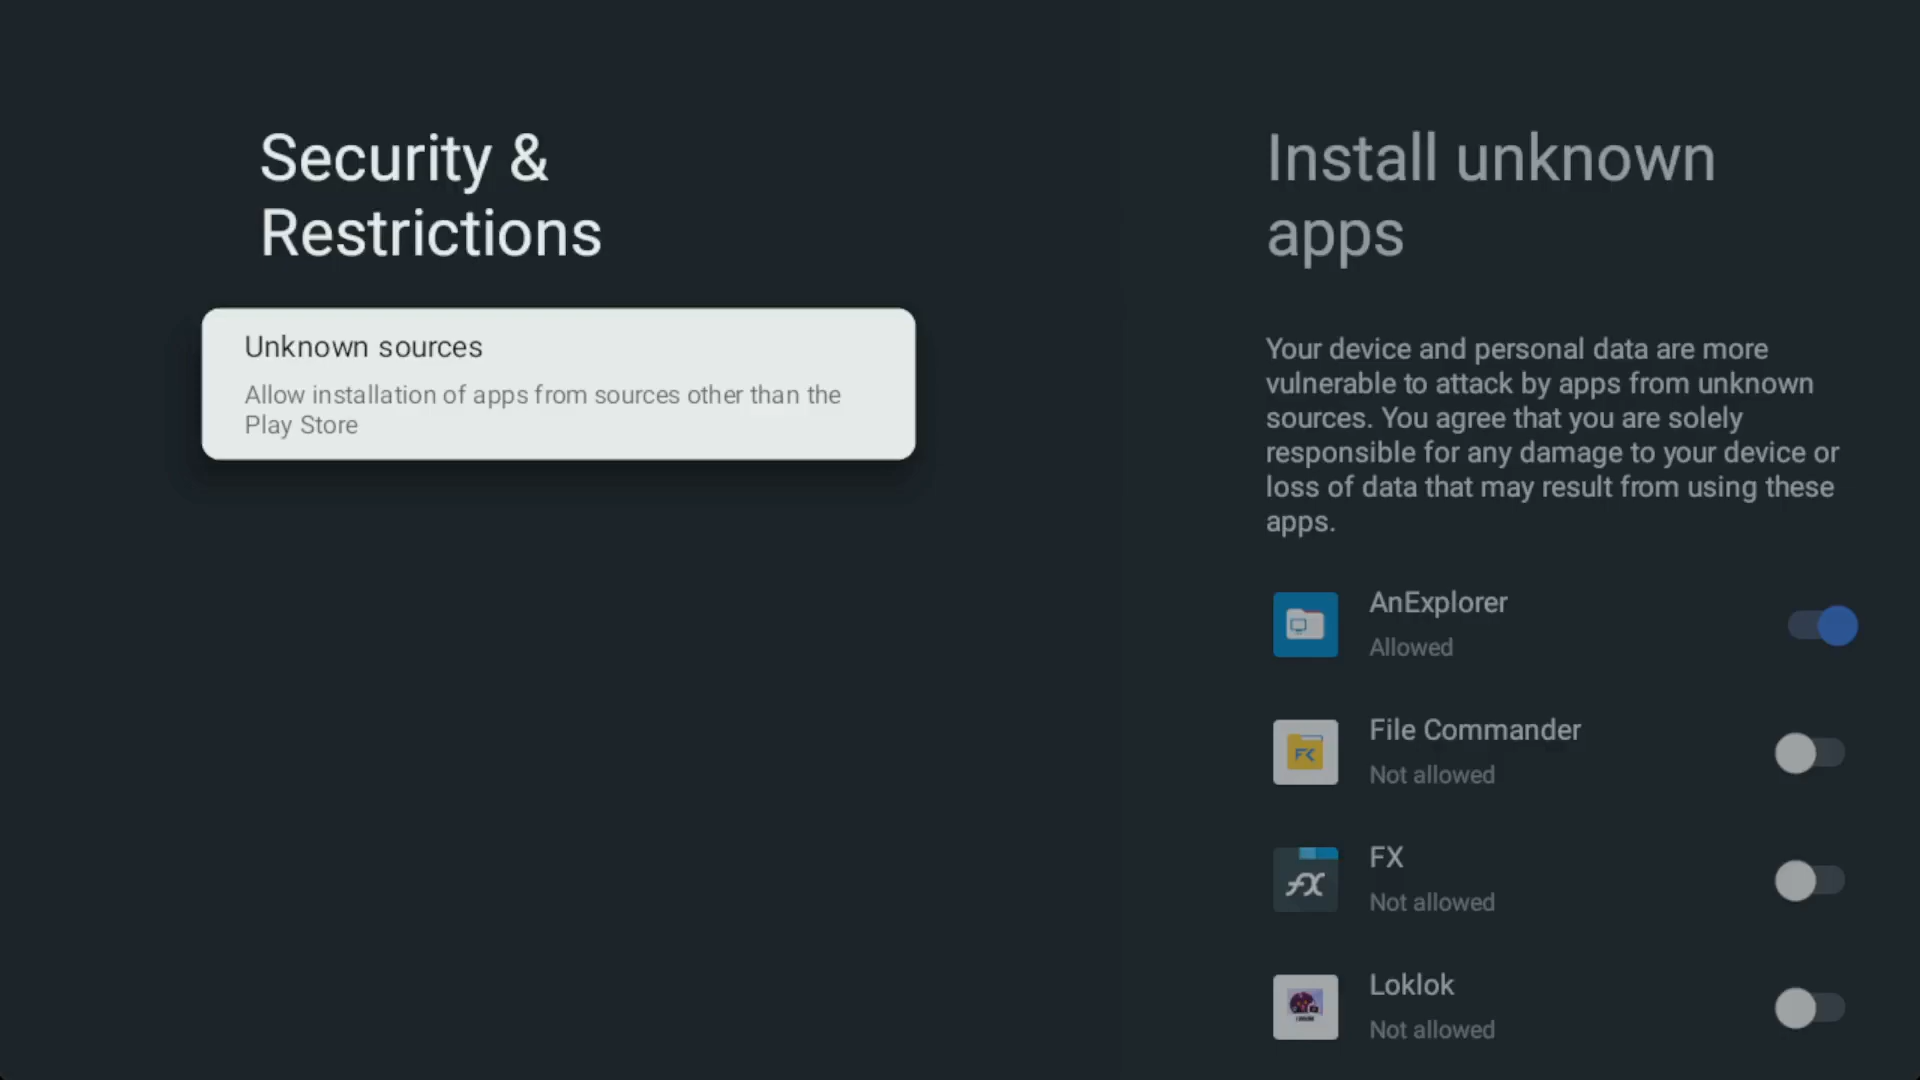 Security &
Restrictions
Unknown sources
Allow installation of apps from sources other than the
Play Store
Install unknown
apps
Your device and personal data are more
vulnerable to attack by apps from unknown
sources. You agree that you are solely
responsible for any damage to your device or
loss of data that may result from using these
apps.
AnExplorer
Allowed
File Commander
Not allowed
FX
Not allowed
Loklok
Not allowed